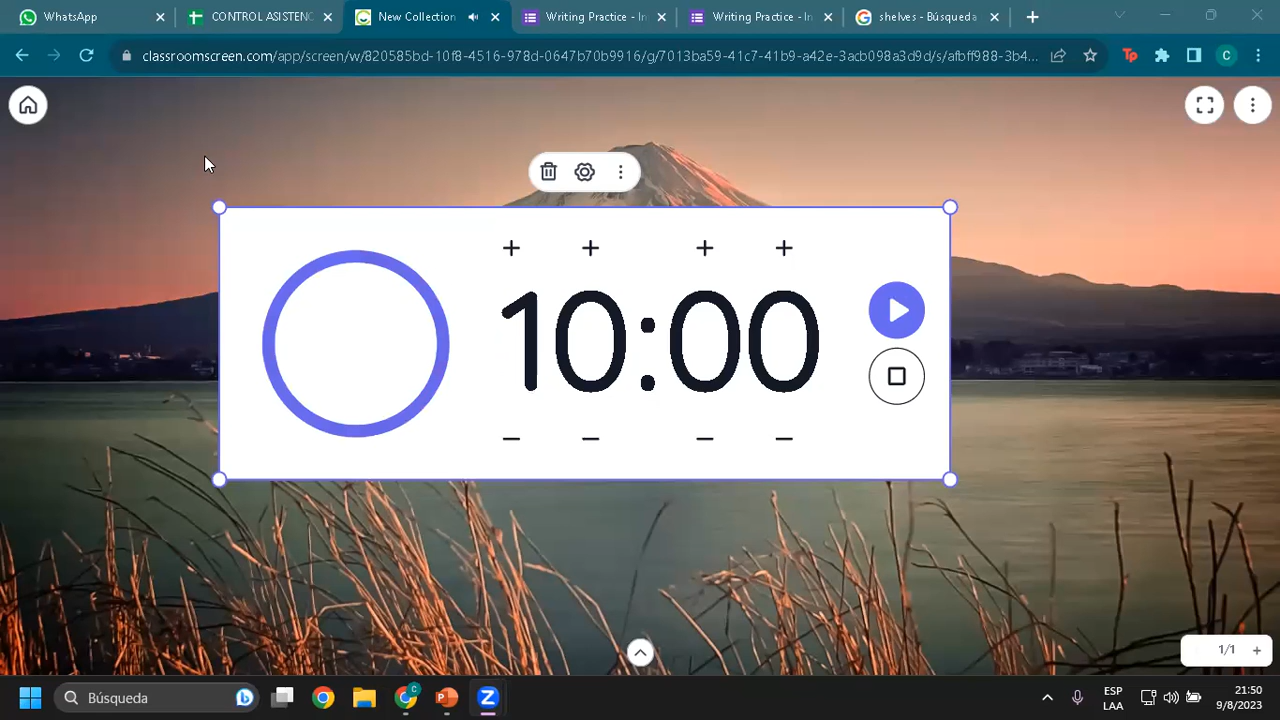 WhatsApp
CONTROL ASISTENC
New Collection
Writing Practice - In
Writing Practice - In
shelves - Búsqueda
classroomscreen.com/app/screen/w/820585bd-10f8-4516-978d-0647b70b9916/g/7013ba59-41c7-41b9-a42e-3acb098a3d9d/s/afbff988-3b4...
Tp
C
10:00
1/1
Búsqueda
ESP
LAA
21:50
9/8/2023